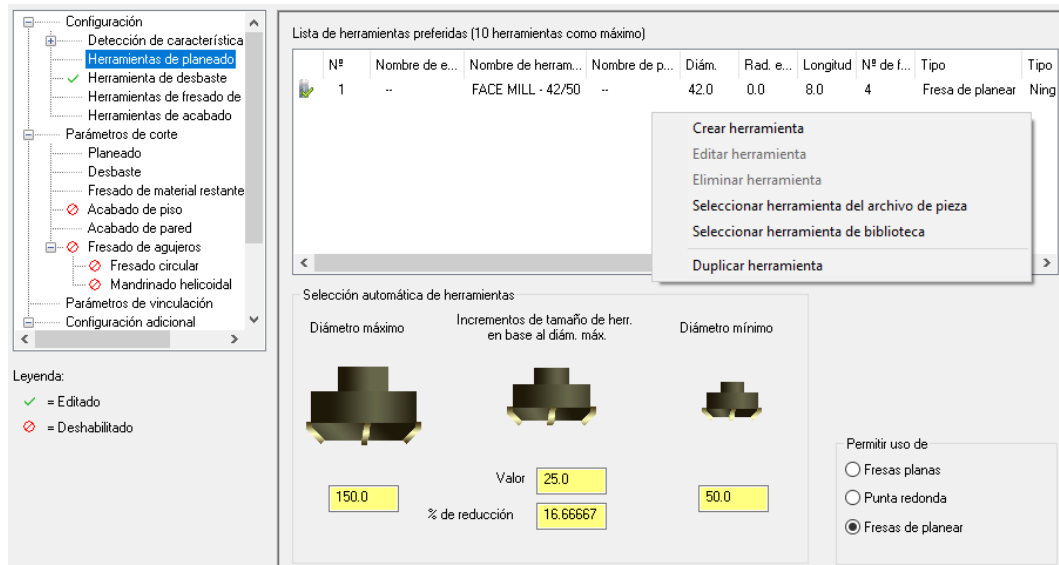 Configuración
Detección de característica
Herramientas de planeado
Herramienta de desbaste
Herramientas de fresado de
Herramientas de acabado
Parámetros de corte
Planeado
Desbaste
Fresado de material restante
Acabado de piso
Acabado de pared
Fresado de agujeros
Fresado circular
Mandrinado helicoidal
Parámetros de vinculación
Configuración adicional
Leyenda:
= Editado
= Deshabilitado
Lista de herramientas preferidas (10 herramientas como máximo)
Nº Nombre de e... Nombre de herram... Nombre de p... Diám. Rad. e... Longitud Nº de f... Tipo Tipo
1 -- FACE MILL - 42/50 -- 42.0 0.0 8.0 4 Fresa de planear Ning
Crear herramienta
Editar herramienta
Eliminar herramienta
Seleccionar herramienta del archivo de pieza
Seleccionar herramienta de biblioteca
Duplicar herramienta
Selección automática de herramientas
Diámetro máximo
Incrementos de tamaño de herr.
en base al diám. máx.
Diámetro mínimo
150.0
Valor 25.0
% de reducción 16.66667
50.0
Permitir uso de
Fresas planas
Punta redonda
Fresas de planear